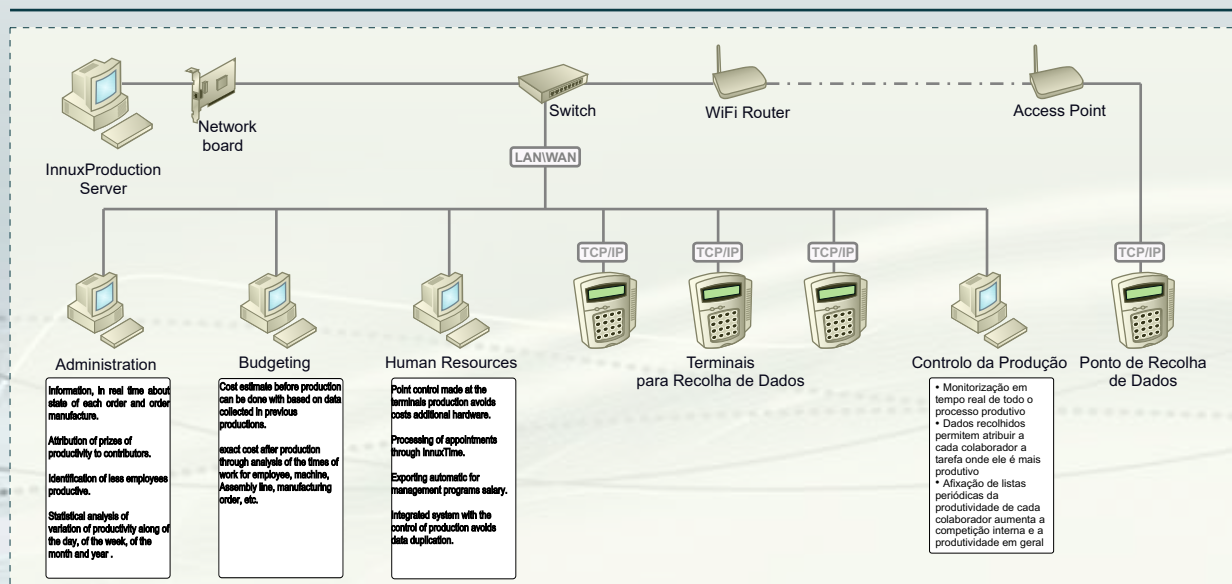 InnuxProduction
Server
Network
board
Switch
WiFi Router
Access Point
LAN\WAN
TCP/IP
TCP/IP
TCP/IP
TCP/IP
Administration
Budgeting
Human Resources
Terminais
para Recolha de Dados
Controlo da Produção
Ponto de Recolha
de Dados
Information, in real time about
state of each order and order
manufacture.
Attribution of prizes of
productivity to contributors.
Identification of less employees
productive.
Statistical analysis of
variation of productivity along of
the day, of the week, of the
month and year .
Cost estimate before production
can be done with based on data
collected in previous
productions.
exact cost after production
through analysis of the times of
work for employee, machine,
Assembly line, manufacturing
order, etc.
Point control made at the
terminals production avoids
costs additional hardware.
Processing of appointments
through InnuxTime.
Exporting automatic for
management programs salary.
Integrated system with the
control of production avoids
data duplication.
• Monitorização em
tempo real de todo o
processo produtivo
• Dados recolhidos
permitem atribuir a
cada colaborador a
tarefa onde ele é mais
produtivo
• Afixação de listas
periódicas da
produtividade de cada
colaborador aumenta a
competição interna e a
produtividade em geral